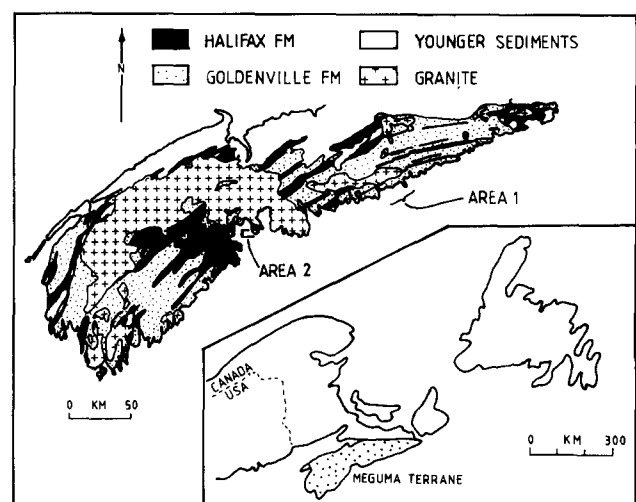 HALIFAX FM
YOUNGER SEDIMENTS
N
GOLDENVILLE FM
GRANITE
AREA 1
AREA 2
0 KM 50
CANADA
USA
0 KM 300
MEGUMA TERRANE